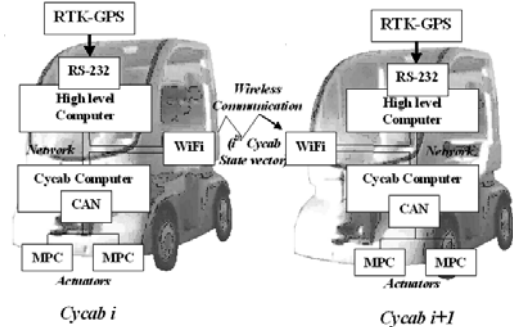 RTK-GPS
RS-232
High level
Computer
Network
WiFi
Cycab Computer
CAN
MPC
MPC
Actuators
Cycab i
Wireless
Communication
(iᵗʰ Cycab
State vector)
RTK-GPS
RS-232
High level
Computer
WiFi
Network
Cycab Computer
CAN
MPC
MPC
Actuators
Cycab i+1